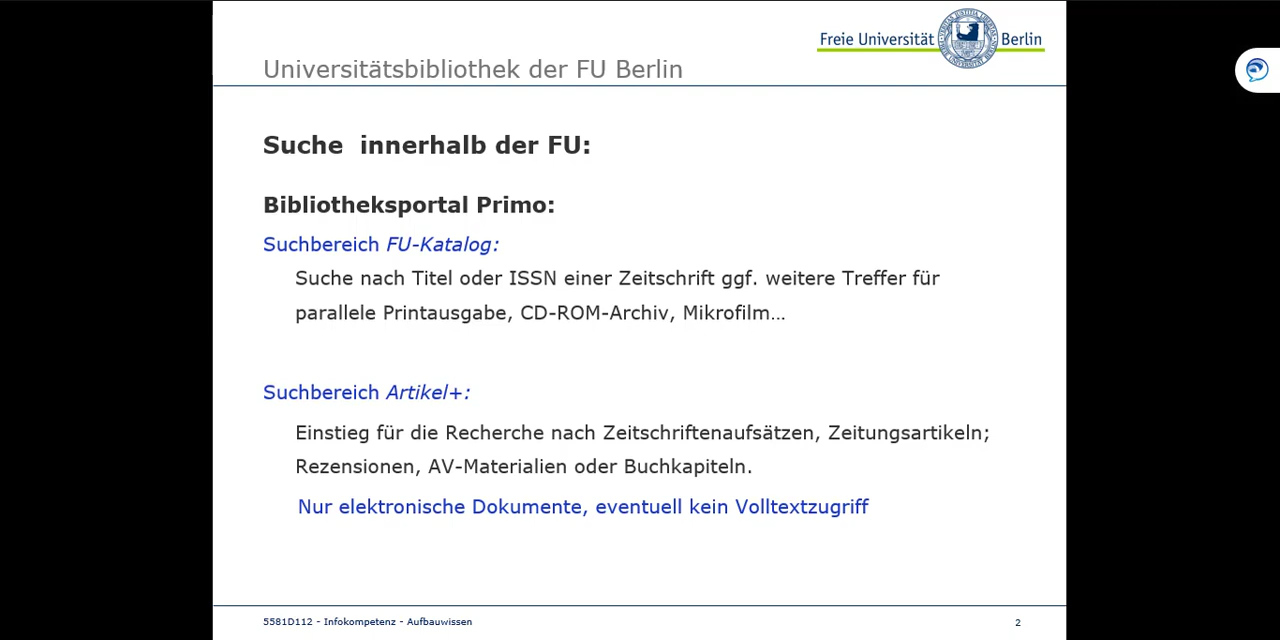 Freie Universität Berlin
Universitätsbibliothek der FU Berlin
Suche innerhalb der FU:
Bibliotheksportal Primo:
Suchbereich FU-Katalog:
Suche nach Titel oder ISSN einer Zeitschrift ggf. weitere Treffer für
parallele Printausgabe, CD-ROM-Archiv, Mikrofilm…
Suchbereich Artikel+:
Einstieg für die Recherche nach Zeitschriftenaufsätzen, Zeitungsartikeln;
Rezensionen, AV-Materialien oder Buchkapiteln.
Nur elektronische Dokumente, eventuell kein Volltextzugriff
5581D112 - Infokompetenz - Aufbauwissen
2